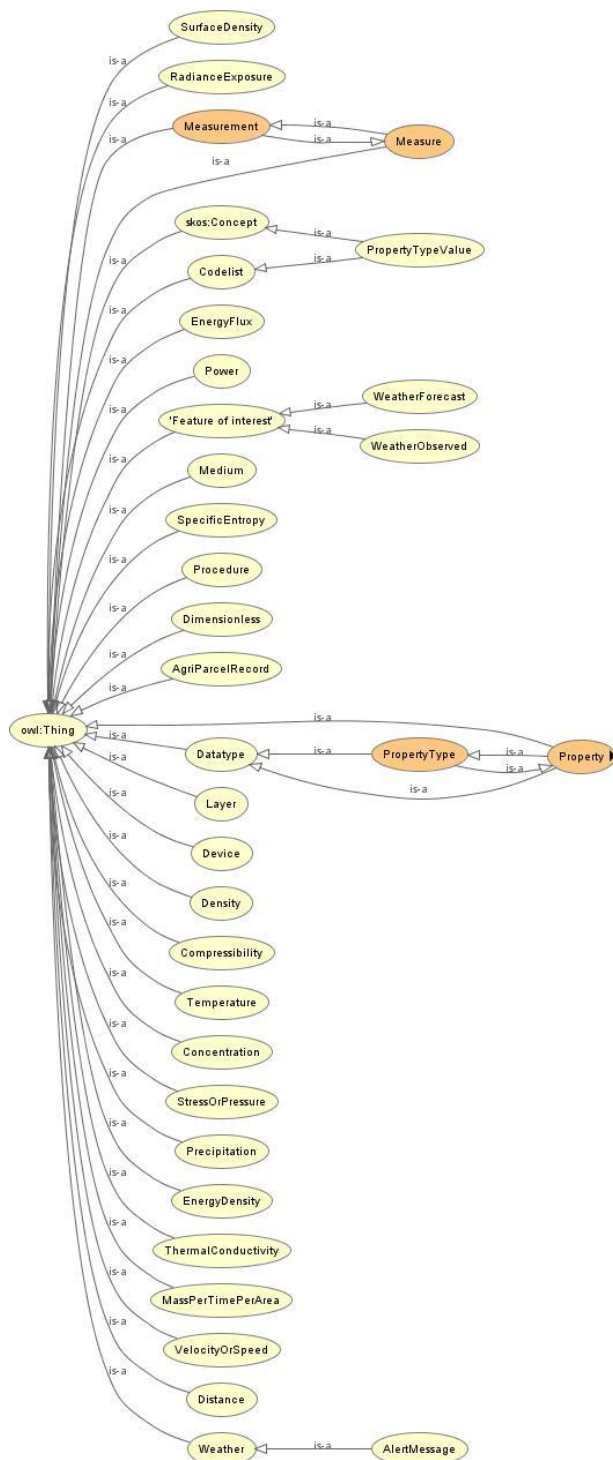 SurfaceDensity
is-a
RadianceExposure
is-a
Measurement
is-a
is-a
is-a
Measure
is-a
skos:Concept
is-a
is-a
PropertyTypeValue
Codelist
is-a
is-a
EnergyFlux
is-a
Power
is-a
WeatherForecast
is-a
'Feature of interest'
is-a
is-a
WeatherObserved
Medium
is-a
SpecificEntropy
is-a
Procedure
is-a
Dimensionless
is-a
AgriParcelRecord
is-a
is-a
owl:Thing
is-a
Datatype
is-a
PropertyType
is-a
is-a
Property
is-a
is-a
Layer
is-a
Device
is-a
Density
is-a
Compressibility
is-a
Temperature
is-a
Concentration
is-a
StressOrPressure
is-a
Precipitation
is-a
EnergyDensity
is-a
ThermalConductivity
is-a
MassPerTimePerArea
is-a
VelocityOrSpeed
is-a
Distance
is-a
Weather
is-a
AlertMessage